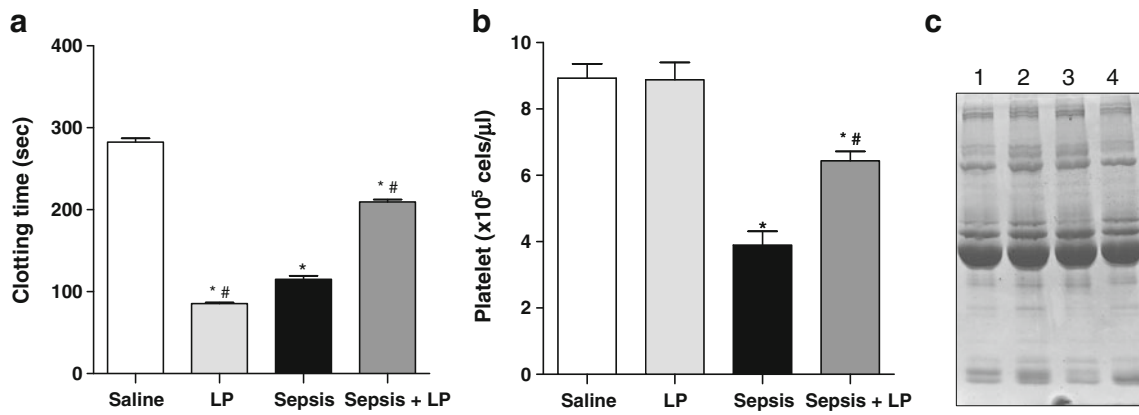 a
Clotting time (sec)
400
300
200
100
0
* #
*
* #
Saline
LP
Sepsis
Sepsis + LP
b
Platelet (x10⁵ cels/µl)
10
8
6
4
2
0
*
* #
Saline
LP
Sepsis
Sepsis + LP
c
1 2 3 4